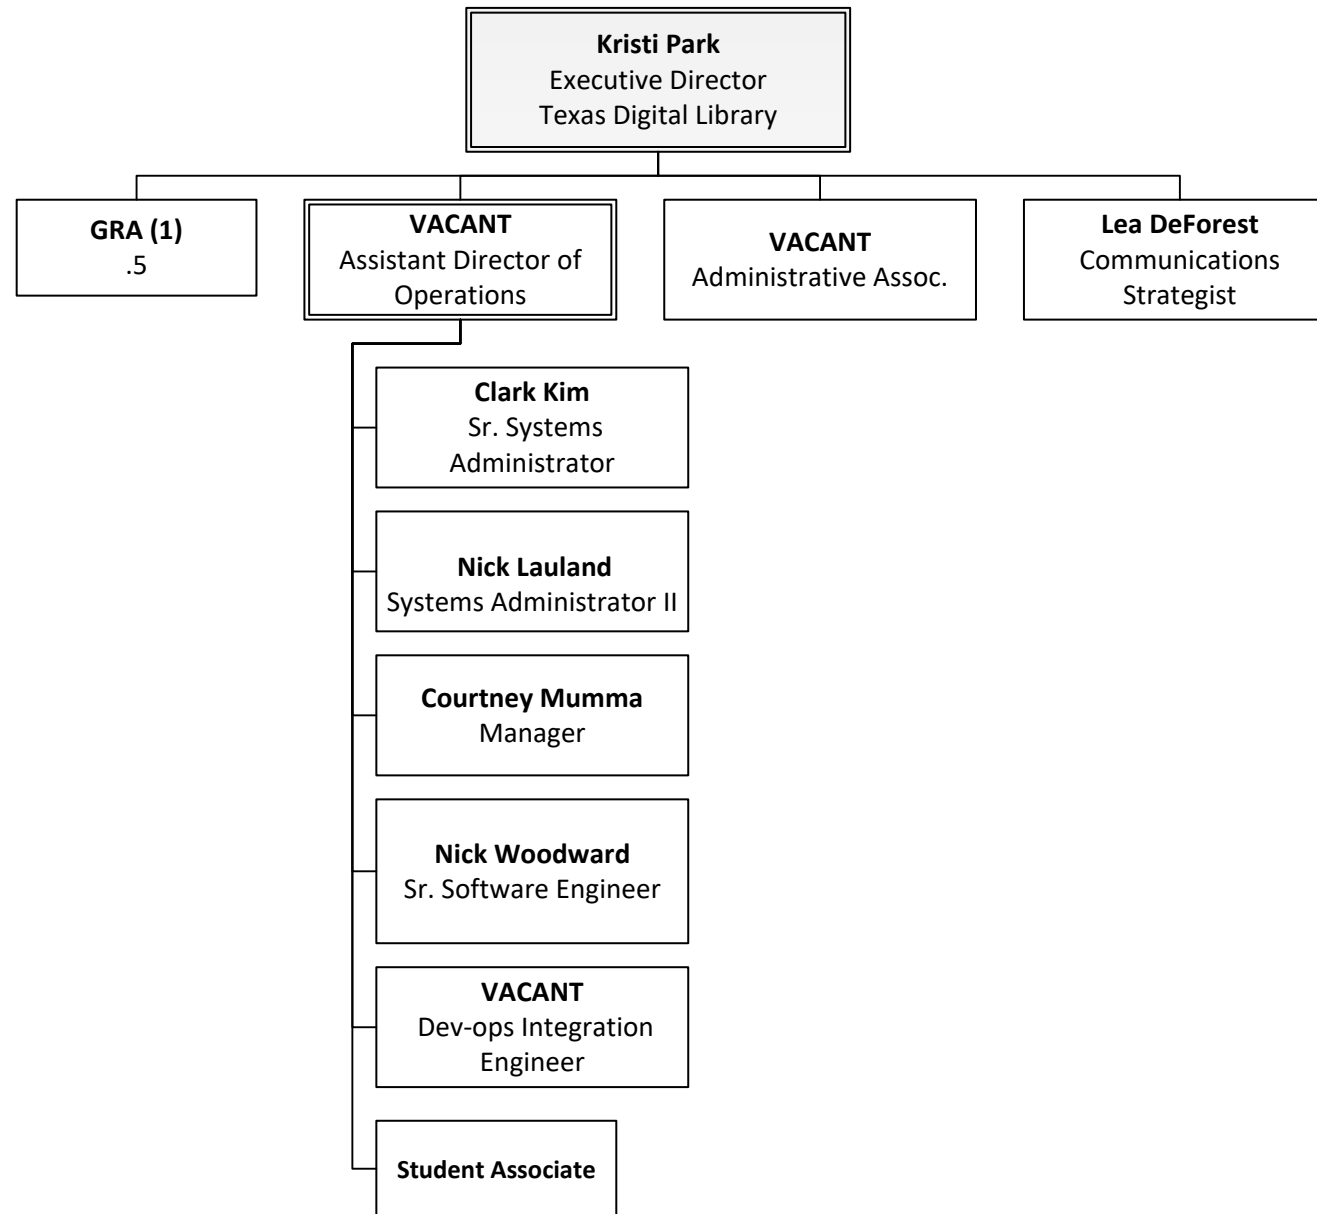 Kristi Park
Executive Director
Texas Digital Library
GRA (1)
.5
VACANT
Assistant Director of
Operations
VACANT
Administrative Assoc.
Lea DeForest
Communications
Strategist
Clark Kim
Sr. Systems
Administrator
Nick Lauland
Systems Administrator II
Courtney Mumma
Manager
Nick Woodward
Sr. Software Engineer
VACANT
Dev-ops Integration
Engineer
Student Associate